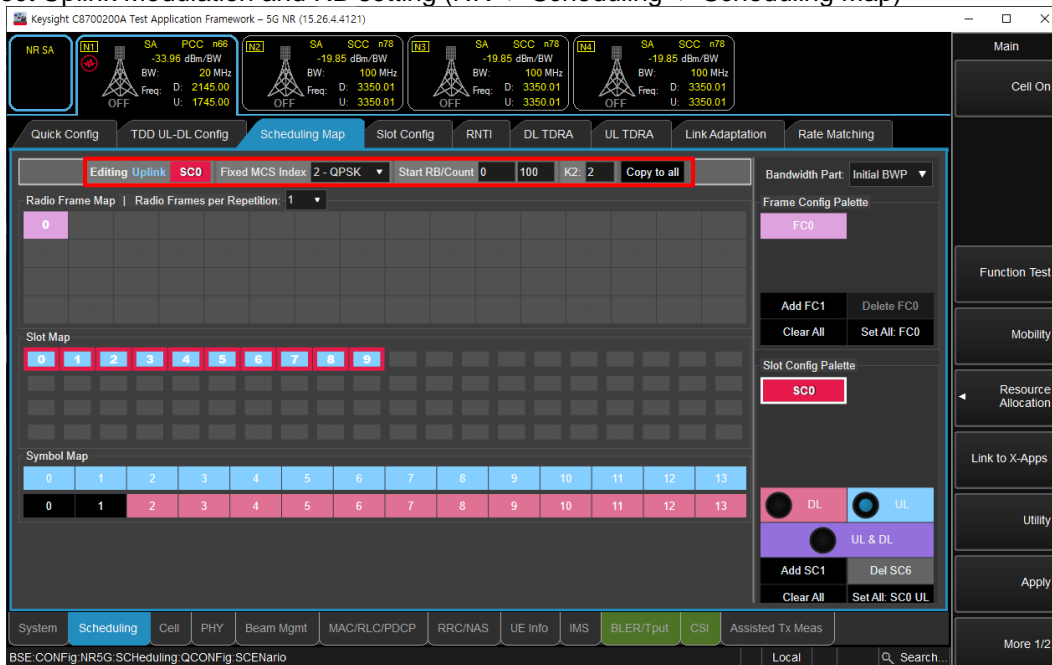 set Uplink modulation and RB setting (NR -> Scheduling -> Scheduling Map)
Keysight C8700200A Test Application Framework – 5G NR (15.26.4.4121)
NR SA
N1 SA PCC n66
-33.96 dBm/BW
BW: 20 MHz
Freq: D: 2145.00
OFF U: 1745.00
N2 SA SCC n78
-19.85 dBm/BW
BW: 100 MHz
Freq: D: 3350.01
OFF U: 3350.01
N3 SA SCC n78
-19.85 dBm/BW
BW: 100 MHz
Freq: D: 3350.01
OFF U: 3350.01
N4 SA SCC n78
-19.85 dBm/BW
BW: 100 MHz
Freq: D: 3350.01
OFF U: 3350.01
Quick Config TDD UL-DL Config Scheduling Map Slot Config RNTI DL TDRA UL TDRA Link Adaptation Rate Matching
Editing Uplink SC0 Fixed MCS Index 2 - QPSK Start RB/Count 0 100 K2: 2 Copy to all
Radio Frame Map | Radio Frames per Repetition: 1
0
Slot Map
0 1 2 3 4 5 6 7 8 9
Symbol Map
0 1 2 3 4 5 6 7 8 9 10 11 12 13
0 1 2 3 4 5 6 7 8 9 10 11 12 13
Bandwidth Part: Initial BWP
Frame Config Palette
FC0
Add FC1 Delete FC0
Clear All Set All: FC0
Slot Config Palette
SC0
DL UL
UL & DL
Add SC1 Del SC6
Clear All Set All: SC0 UL
Main
Cell On
Function Test
Mobility
Resource
Allocation
Link to X-Apps
Utility
Apply
More 1/2
System Scheduling Cell PHY Beam Mgmt MAC/RLC/PDCP RRC/NAS UE Info IMS BLER/Tput CSI Assisted Tx Meas
BSE:CONFig:NR5G:SCHeduling:QCONFig:SCENario Local Search...